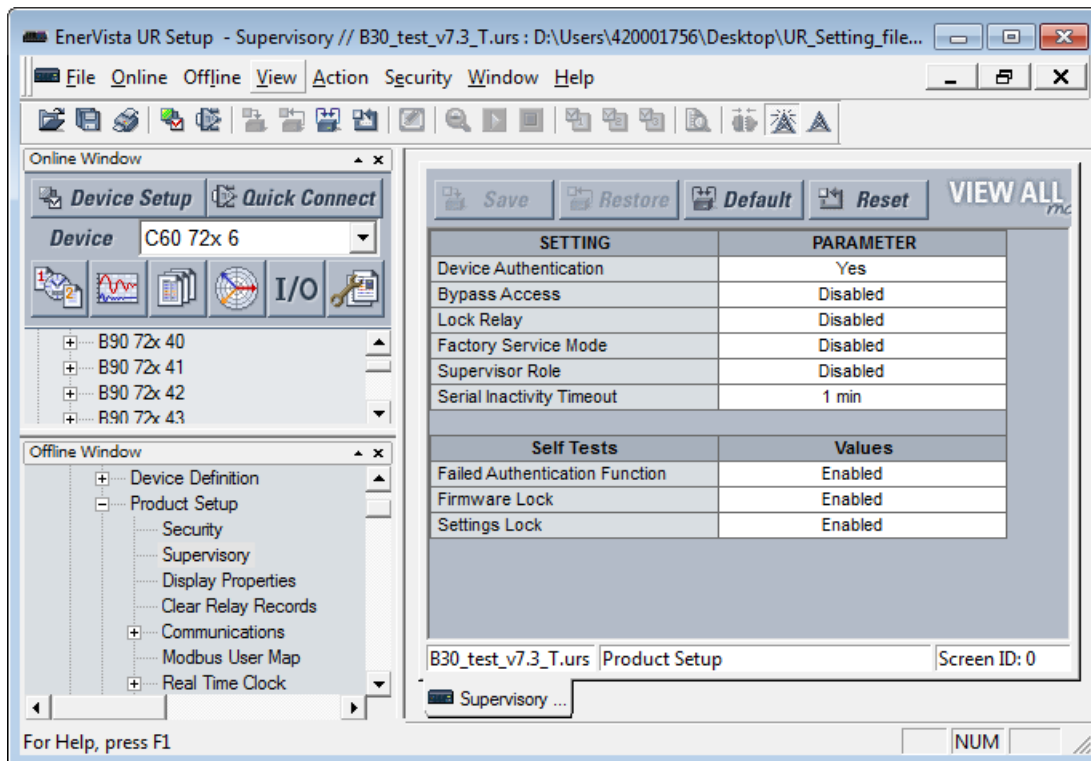 EnerVista UR Setup - Supervisory // B30_test_v7.3_T.urs : D:\Users\420001756\Desktop\UR_Setting_file...
File Online Offline View Action Security Window Help
Online Window
Device Setup Quick Connect
Device C60 72x 6
I/O
B90 72x 40
B90 72x 41
B90 72x 42
B90 72x 43
Offline Window
Device Definition
Product Setup
Security
Supervisory
Display Properties
Clear Relay Records
Communications
Modbus User Map
Real Time Clock
Save Restore Default Reset VIEW ALL
SETTING PARAMETER
Device Authentication Yes
Bypass Access Disabled
Lock Relay Disabled
Factory Service Mode Disabled
Supervisor Role Disabled
Serial Inactivity Timeout 1 min
Self Tests Values
Failed Authentication Function Enabled
Firmware Lock Enabled
Settings Lock Enabled
B30_test_v7.3_T.urs Product Setup Screen ID: 0
Supervisory ...
For Help, press F1 NUM